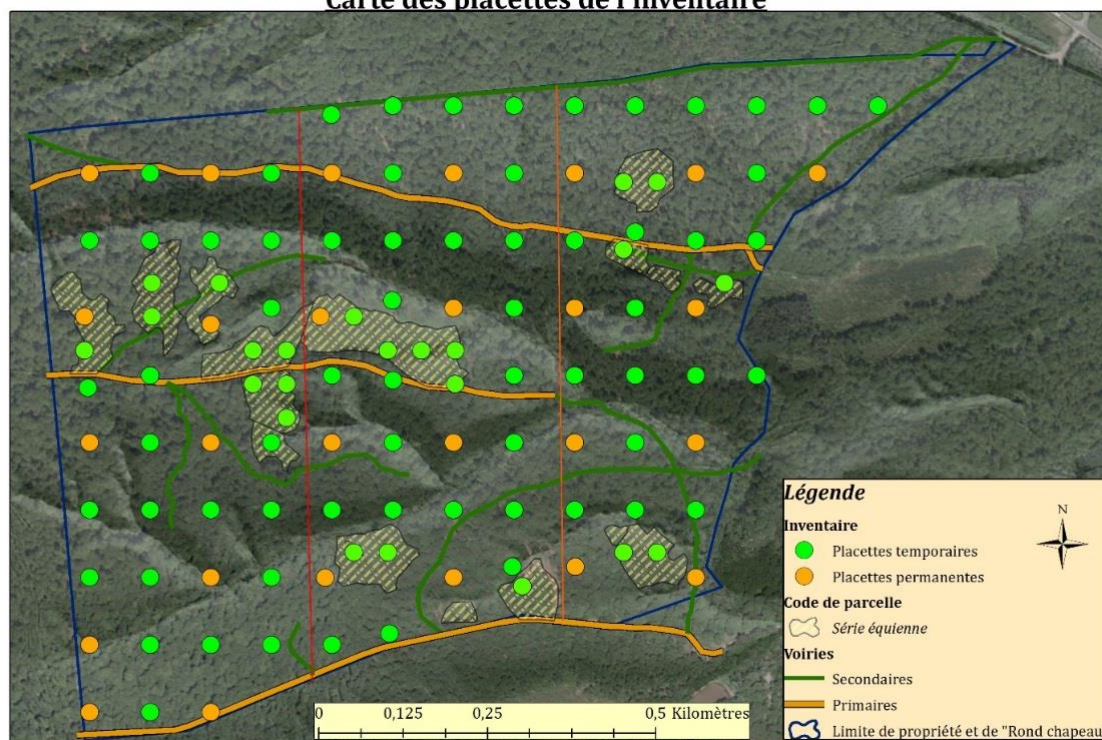 Carte des placettes de l'inventaire
Légende
N
Inventaire
Placettes temporaires
Placettes permanentes
Code de parcelle
Série équienne
Voiries
Secondaires
Primaires
Limite de propriété et de "Rond chapeau
0 0,125 0,25 0,5 Kilomètres